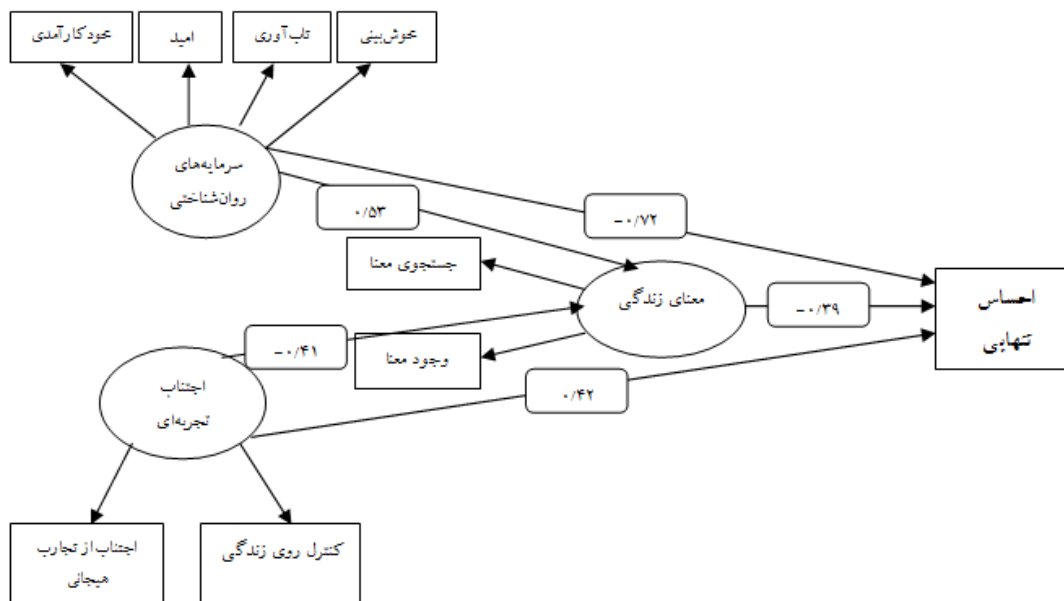 خوش‌بینی
تاب‌آوری
امید
خودکارآمدی
سرمایه‌های
روان‌شناختی
۰/۵۳
-۰/۷۲
جستجوی معنا
معنای زندگی
احساس
تنهایی
-۰/۳۹
-۰/۴۱
وجود معنا
اجتناب
تجربه‌ای
۰/۴۲
کنترل روی زندگی
اجتناب از تجارب
هیجانی